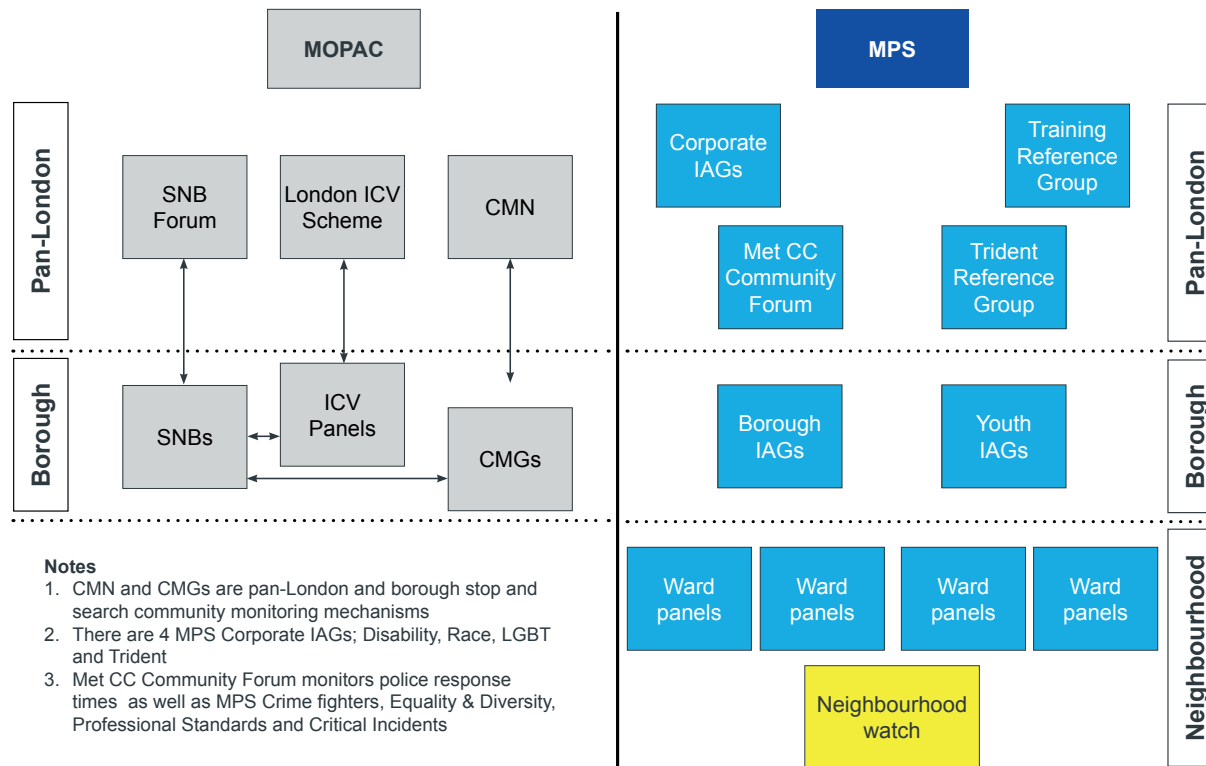 MOPAC
MPS
Pan-London
SNB
Forum
London ICV
Scheme
CMN
Corporate
IAGs
Training
Reference
Group
Met CC
Community
Forum
Trident
Reference
Group
Pan-London
Borough
SNBs
ICV
Panels
CMGs
Borough
IAGs
Youth
IAGs
Borough
Notes
1. CMN and CMGs are pan-London and borough stop and
search community monitoring mechanisms
2. There are 4 MPS Corporate IAGs; Disability, Race, LGBT
and Trident
3. Met CC Community Forum monitors police response
times as well as MPS Crime fighters, Equality & Diversity,
Professional Standards and Critical Incidents
Ward
panels
Ward
panels
Ward
panels
Ward
panels
Neighbourhood
watch
Neighbourhood